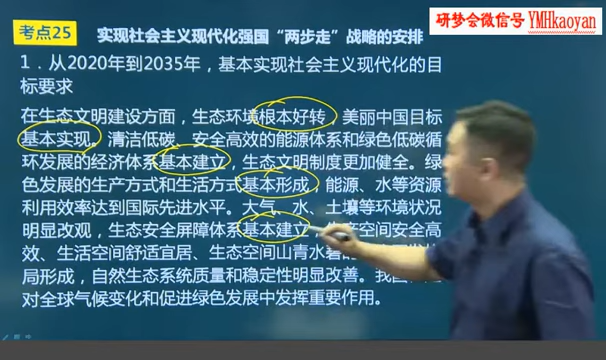 研梦会微信号
YMHkaoyan
考点25 实现社会主义现代化强国“两步走”战略的安排
1．从2020年到2035年，基本实现社会主义现代化的目
标要求
在生态文明建设方面，生态环境根本好转，美丽中国目标
基本实现。清洁低碳、安全高效的能源体系和绿色低碳循
环发展的经济体系基本建立，生态文明制度更加健全。绿
色发展的生产方式和生活方式基本形成，能源、水等资源
利用效率达到国际先进水平。大气、水、土壤等环境状况
明显改观，生态安全屏障体系基本建立，产空间安全高
效、生活空间舒适宜居、生态空间山青水碧的
局形成，自然生态系统质量和稳定性明显改善。我国
对全球气候变化和促进绿色发展中发挥重要作用。